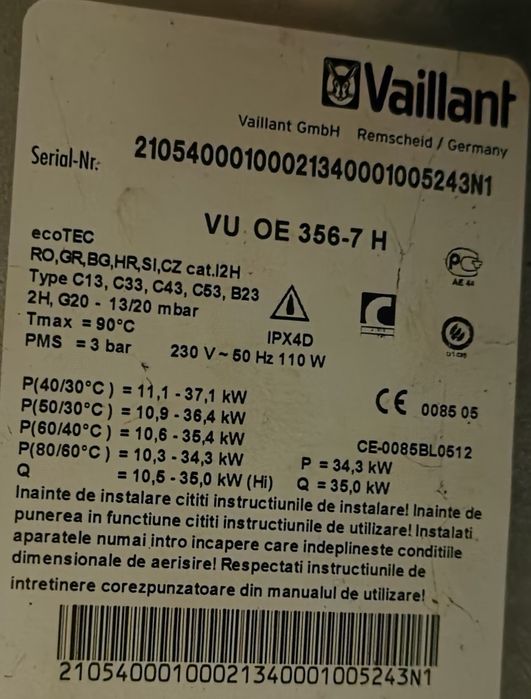 Vaillant
Vaillant GmbH Remscheid / Germany
Serial-Nr.: 21054000100021340001005243N1
VU OE 356-7 H
ecoTEC
RO,GR,BG,HR,SI,CZ cat.I2H
Type C13, C33, C43, C53, B23
2H, G20 - 13/20 mbar
Tmax = 90°C
PMS = 3 bar
IPX4D
230 V~ 50 Hz 110 W
P(40/30°C) = 11,1 - 37,1 kW
P(50/30°C) = 10,9 - 36,4 kW
P(60/40°C) = 10,6 - 35,4 kW
P(80/60°C) = 10,3 - 34,3 kW
Q = 10,5 - 35,0 kW (Hi)
CE 0085 05
CE-0085BL0512
P = 34,3 kW
Q = 35,0 kW
Inainte de instalare cititi instructiunile de instalare! Inainte de
punerea in functiune cititi instructiunile de utilizare! Instalati
aparatele numai intro incapere care indeplineste conditiile
dimensionale de aerisire! Respectati instructiunile de
intretinere corezpunzatoare din manualul de utilizare!
21054000100021340001005243N1